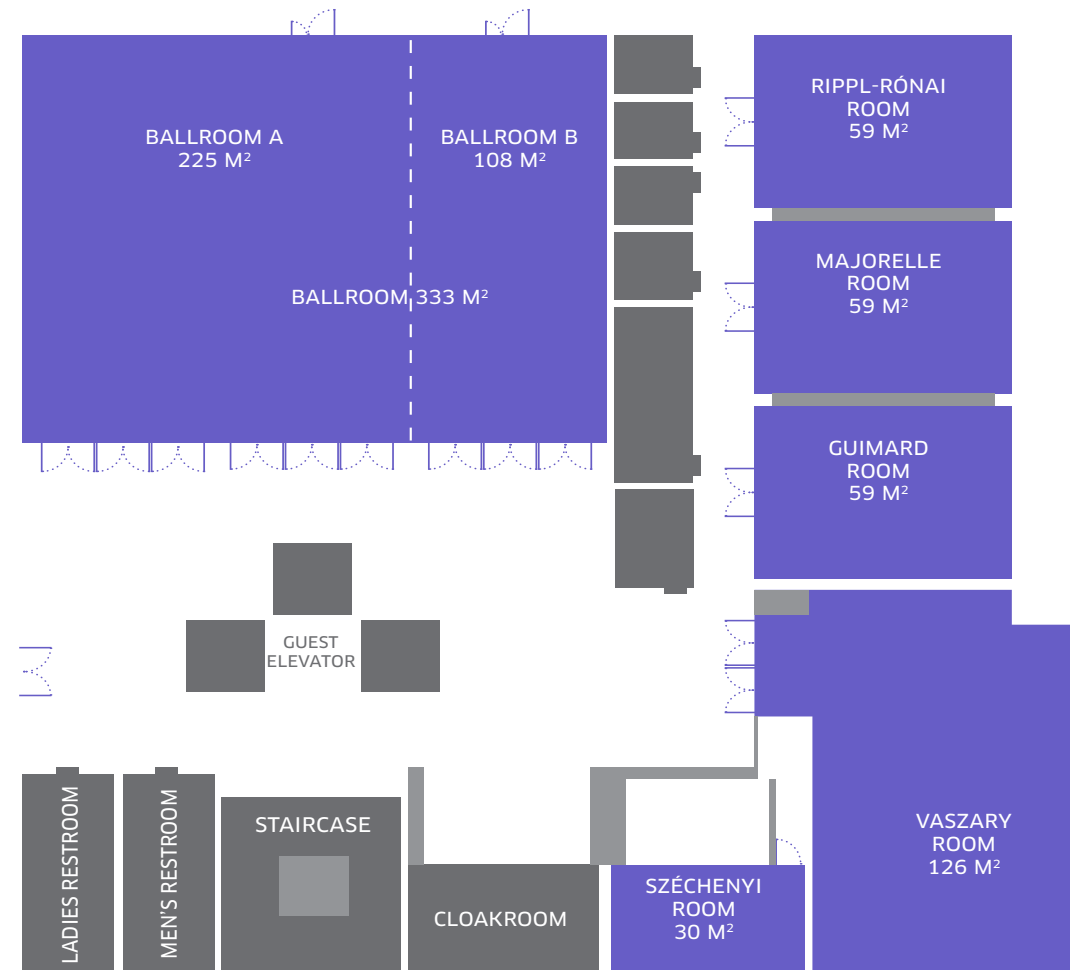 BALLROOM A
225 M²
BALLROOM B
108 M²
BALLROOM 333 M²
RIPPL-RÓNAI
ROOM
59 M²
MAJORELLE
ROOM
59 M²
GUIMARD
ROOM
59 M²
GUEST
ELEVATOR
LADIES RESTROOM
MEN'S RESTROOM
STAIRCASE
CLOAKROOM
SZÉCHENYI
ROOM
30 M²
VASZARY
ROOM
126 M²